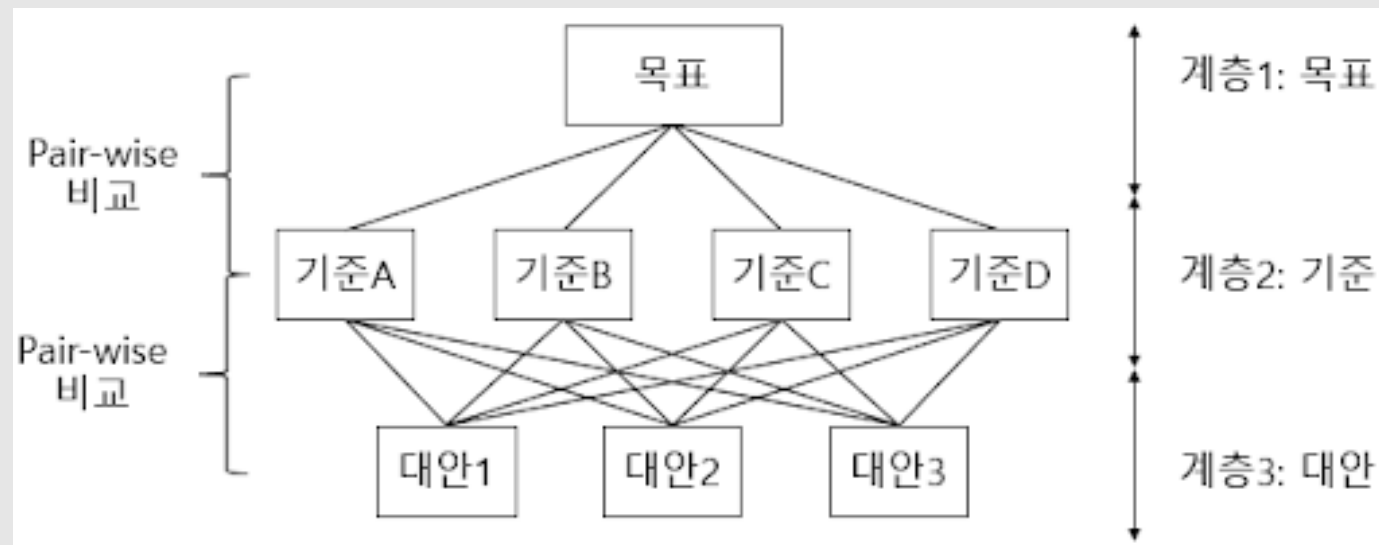 목표
계층1: 목표
Pair-wise
비교
기준A
기준B
기준C
기준D
계층2: 기준
Pair-wise
비교
대안1
대안2
대안3
계층3: 대안